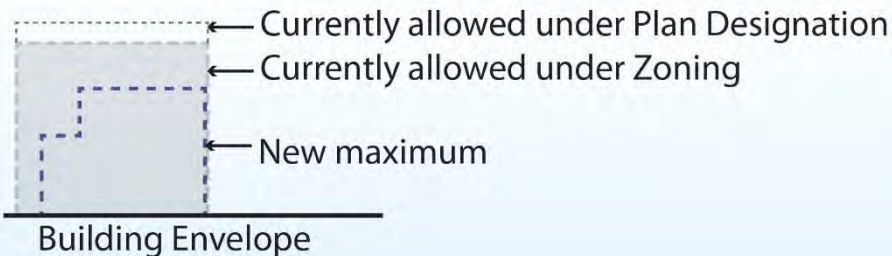 Currently allowed under Plan Designation
Currently allowed under Zoning
New maximum
Building Envelope